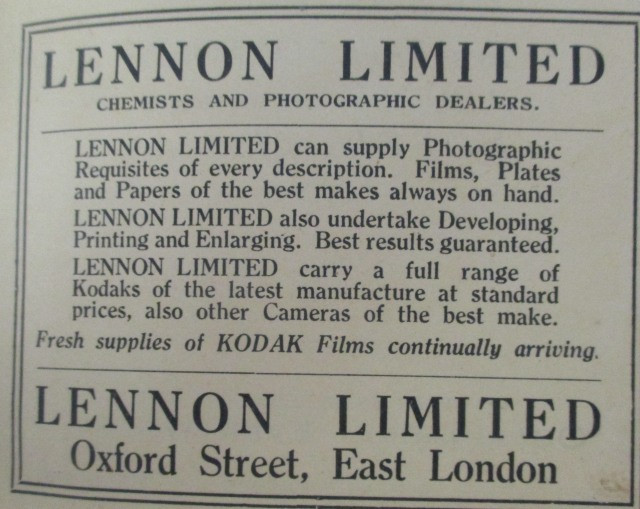 LENNON LIMITED
CHEMISTS AND PHOTOGRAPHIC DEALERS.
LENNON LIMITED can supply Photographic
Requisites of every description. Films, Plates
and Papers of the best makes always on hand.
LENNON LIMITED also undertake Developing,
Printing and Enlarging. Best results guaranteed.
LENNON LIMITED carry a full range of
Kodaks of the latest manufacture at standard
prices, also other Cameras of the best make.
Fresh supplies of KODAK Films continually arriving.
LENNON LIMITED
Oxford Street, East London